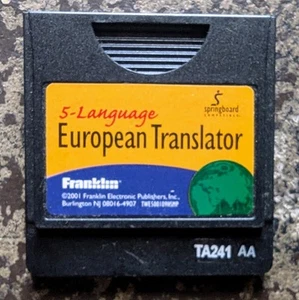 springboard
5-Language
European Translator
Franklin
©2001 Franklin Electronic Publishers, Inc.,
Burlington NJ 08016-4907
TA241 AA